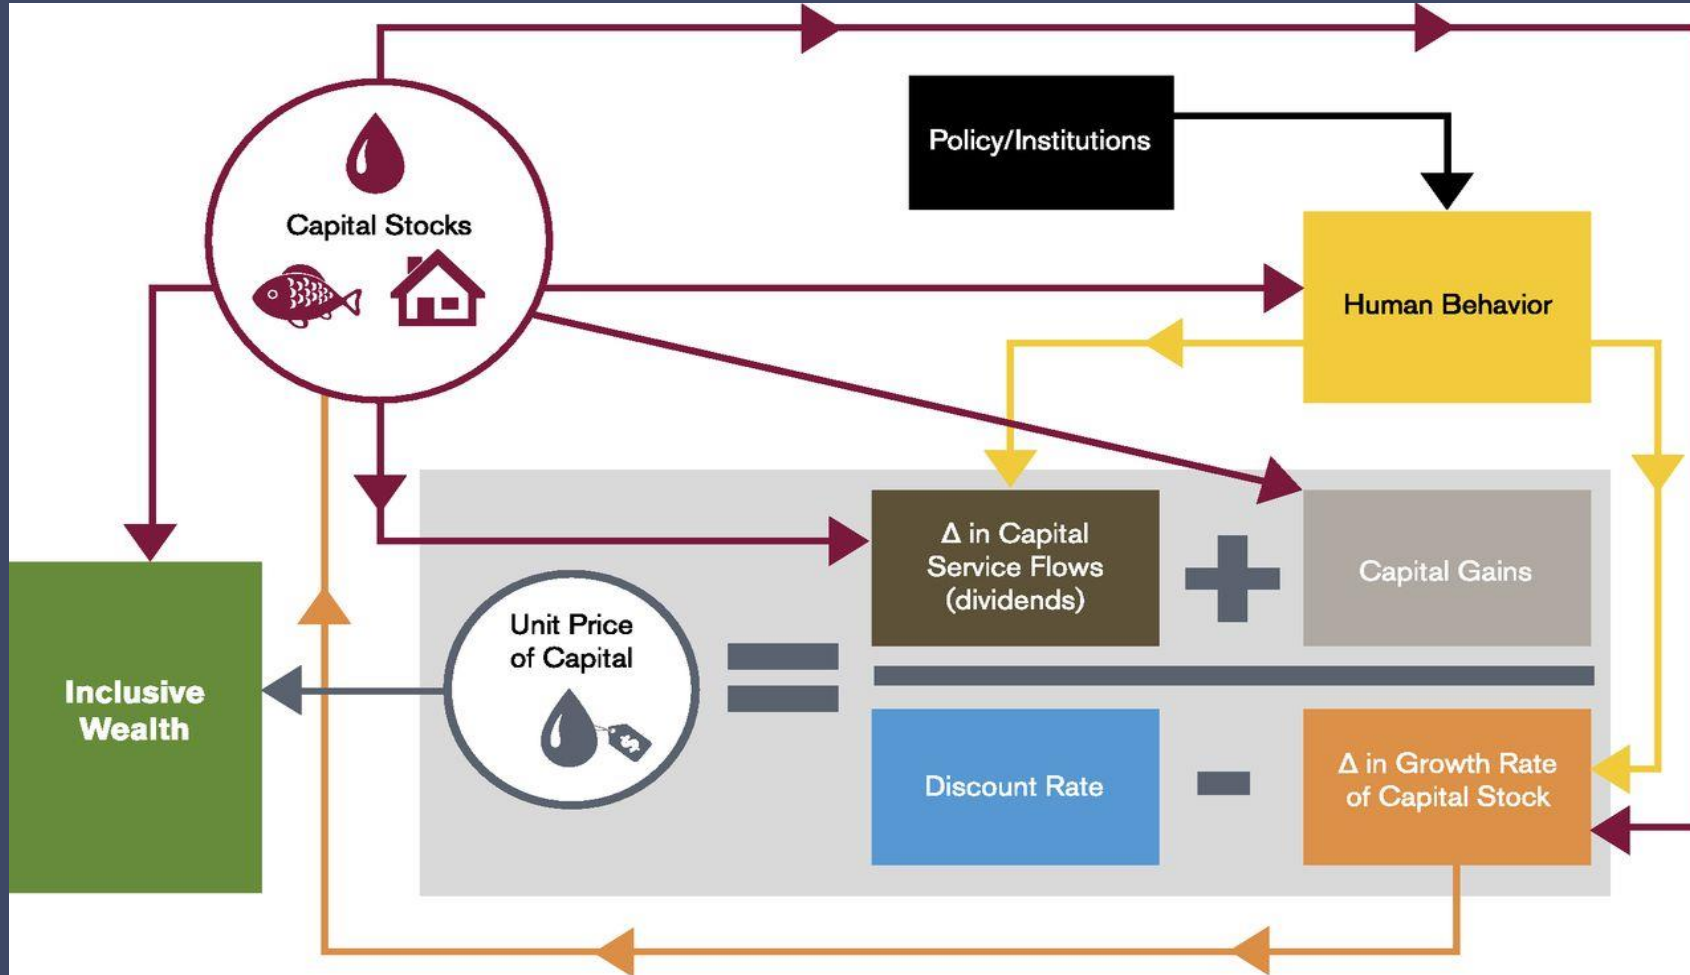 Policy/Institutions
Capital Stocks
Human Behavior
Δ in Capital
Service Flows
(dividends)
Capital Gains
Unit Price
of Capital
$
Inclusive
Wealth
Discount Rate
Δ in Growth Rate
of Capital Stock